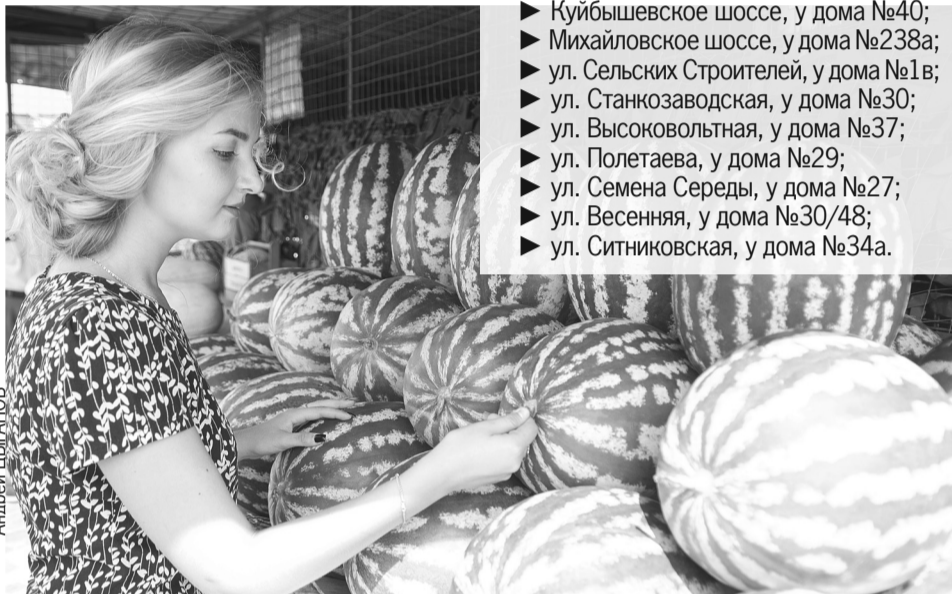 ► Куйбышевское шоссе, у дома №40;
► Михайловское шоссе, у дома №238а;
► ул. Сельских Строителей, у дома №1в;
► ул. Станкозаводская, у дома №30;
► ул. Высоковольтная, у дома №37;
► ул. Полетаева, у дома №29;
► ул. Семена Середы, у дома №27;
► ул. Весенняя, у дома №30/48;
► ул. Ситниковская, у дома №34а.